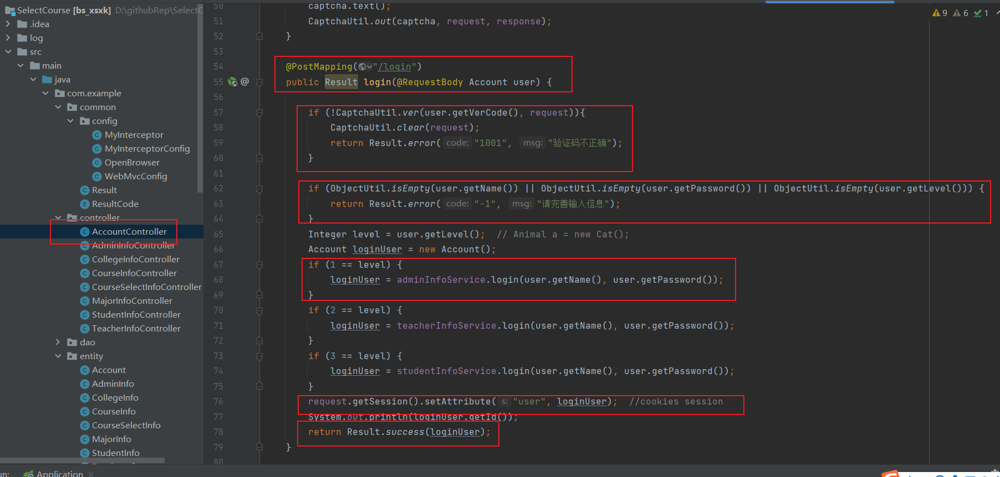 SelectCourse [bs_xsxk] D:\githubRep\SelectC
.idea
log
src
main
java
com.example
common
config
MyInterceptor
MyInterceptorConfig
OpenBrowser
WebMvcConfig
Result
ResultCode
controller
AccountController
AdminInfoController
CollegeInfoController
CourseInfoController
CourseSelectInfoController
MajorInfoController
StudentInfoController
TeacherInfoController
dao
entity
Account
AdminInfo
CollegeInfo
CourseInfo
CourseSelectInfo
MajorInfo
StudentInfo
9 6 1
50 captcha.text();
51 CaptchaUtil.out(captcha, request, response);
52 }
53
54 @PostMapping("/login")
55 public Result login(@RequestBody Account user) {
56
57 if (!CaptchaUtil.ver(user.getVerCode(), request)){
58 CaptchaUtil.clear(request);
59 return Result.error( code: "1001", msg: "验证码不正确");
60 }
61
62 if (ObjectUtil.isEmpty(user.getName()) || ObjectUtil.isEmpty(user.getPassword()) || ObjectUtil.isEmpty(user.getLevel())) {
63 return Result.error( code: "-1", msg: "请完善输入信息");
64 }
65 Integer level = user.getLevel(); // Animal a = new Cat();
66 Account loginUser = new Account();
67 if (1 == level) {
68 loginUser = adminInfoService.login(user.getName(), user.getPassword());
69 }
70 if (2 == level) {
71 loginUser = teacherInfoService.login(user.getName(), user.getPassword());
72 }
73 if (3 == level) {
74 loginUser = studentInfoService.login(user.getName(), user.getPassword());
75 }
76 request.getSession().setAttribute( s: "user", loginUser); //cookies session
77 System.out.println(loginUser.getId());
78 return Result.success(loginUser);
79 }
80
un: Application